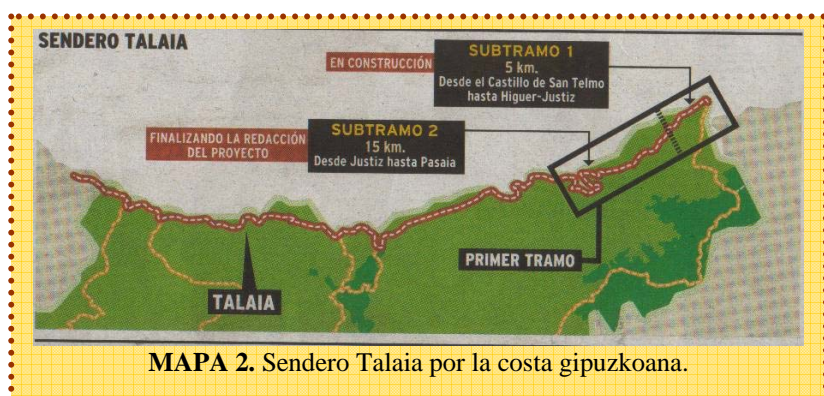 SENDERO TALAIA
EN CONSTRUCCIÓN
SUBTRAMO 1
5 km.
Desde el Castillo de San Telmo
hasta Higuer-Justiz
FINALIZANDO LA REDACCIÓN
DEL PROYECTO
SUBTRAMO 2
15 km.
Desde Justiz hasta Pasaia
PRIMER TRAMO
TALAIA
MAPA 2. Sendero Talaia por la costa gipuzkoana.